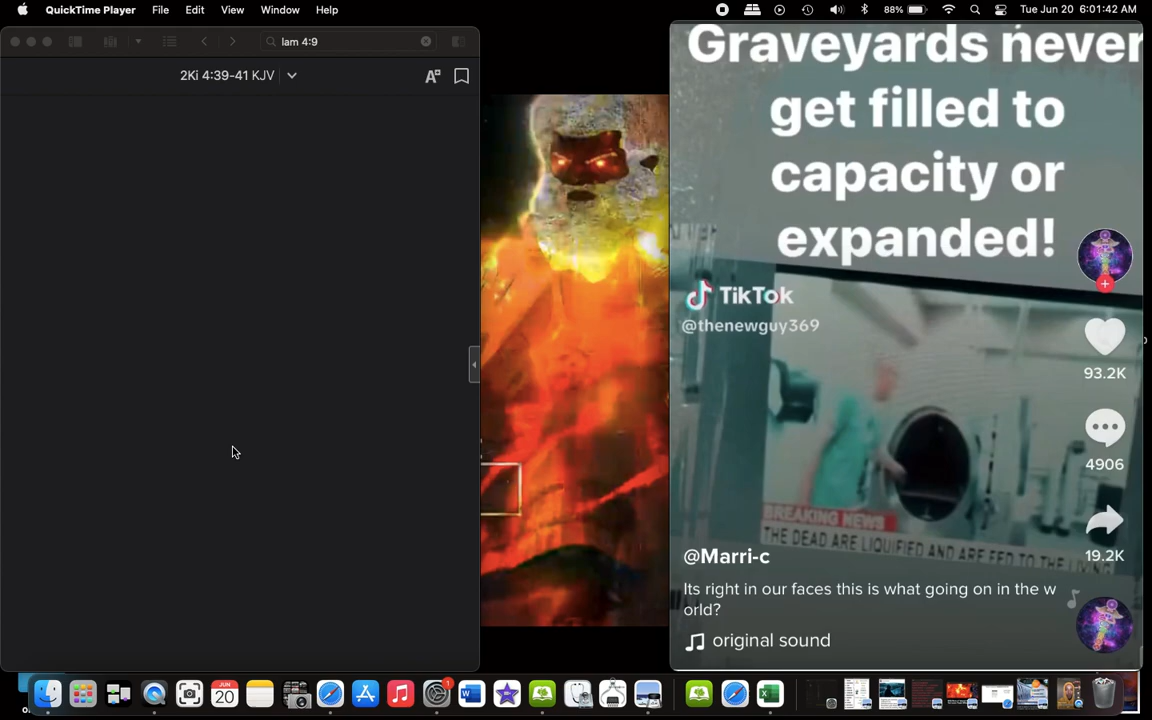 QuickTime Player File Edit View Window Help 88% Tue Jun 20 6:01:42 AM
lam 4:9
2Ki 4:39-41 KJV
Graveyards never
get filled to
capacity or
expanded!
TikTok
@thenewguy369
93.2K
4906
BREAKING NEWS
THE DEAD ARE LIQUIFIED AND ARE FED TO THE LIVING
@Marri-c
19.2K
Its right in our faces this is what going on in the w
orld?
original sound
JUN
20
1